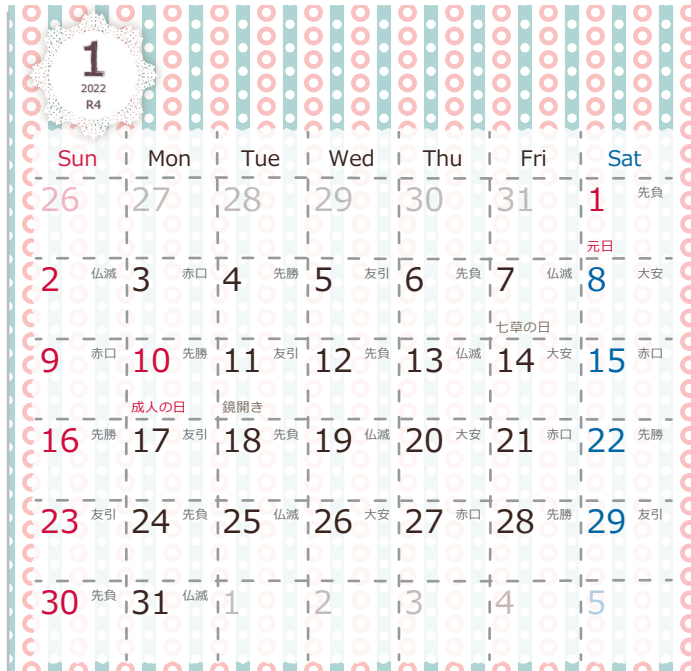 1
2022
R4
Sun Mon Tue Wed Thu Fri Sat
26 27 28 29 30 31 1 先負
元日
2 仏滅 3 赤口 4 先勝 5 友引 6 先負 7 仏滅 8 大安
七草の日
9 赤口 10 先勝 11 友引 12 先負 13 仏滅 14 大安 15 赤口
成人の日 鏡開き
16 先勝 17 友引 18 先負 19 仏滅 20 大安 21 赤口 22 先勝
23 友引 24 先負 25 仏滅 26 大安 27 赤口 28 先勝 29 友引
30 先負 31 仏滅 1 2 3 4 5